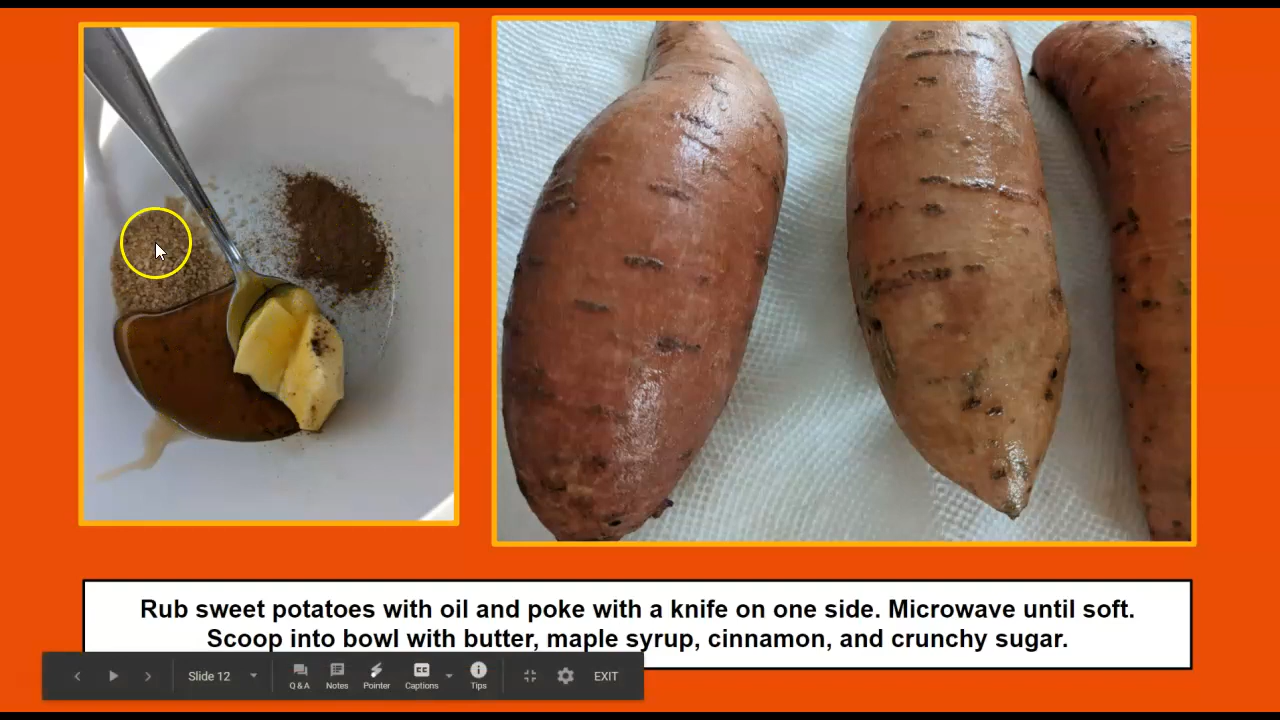 Rub sweet potatoes with oil and poke with a knife on one side. Microwave until soft.
Scoop into bowl with butter, maple syrup, cinnamon, and crunchy sugar.
Slide 12
Q & A
Notes
Pointer
CC
Captions
Tips
EXIT